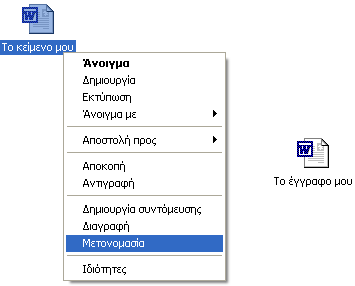 Το κείμενο μου
Άνοιγμα
Δημιουργία
Εκτύπωση
Άνοιγμα με
Αποστολή προς
Αποκοπή
Αντιγραφή
Δημιουργία συντόμευσης
Διαγραφή
Μετονομασία
Ιδιότητες
Το έγγραφο μου